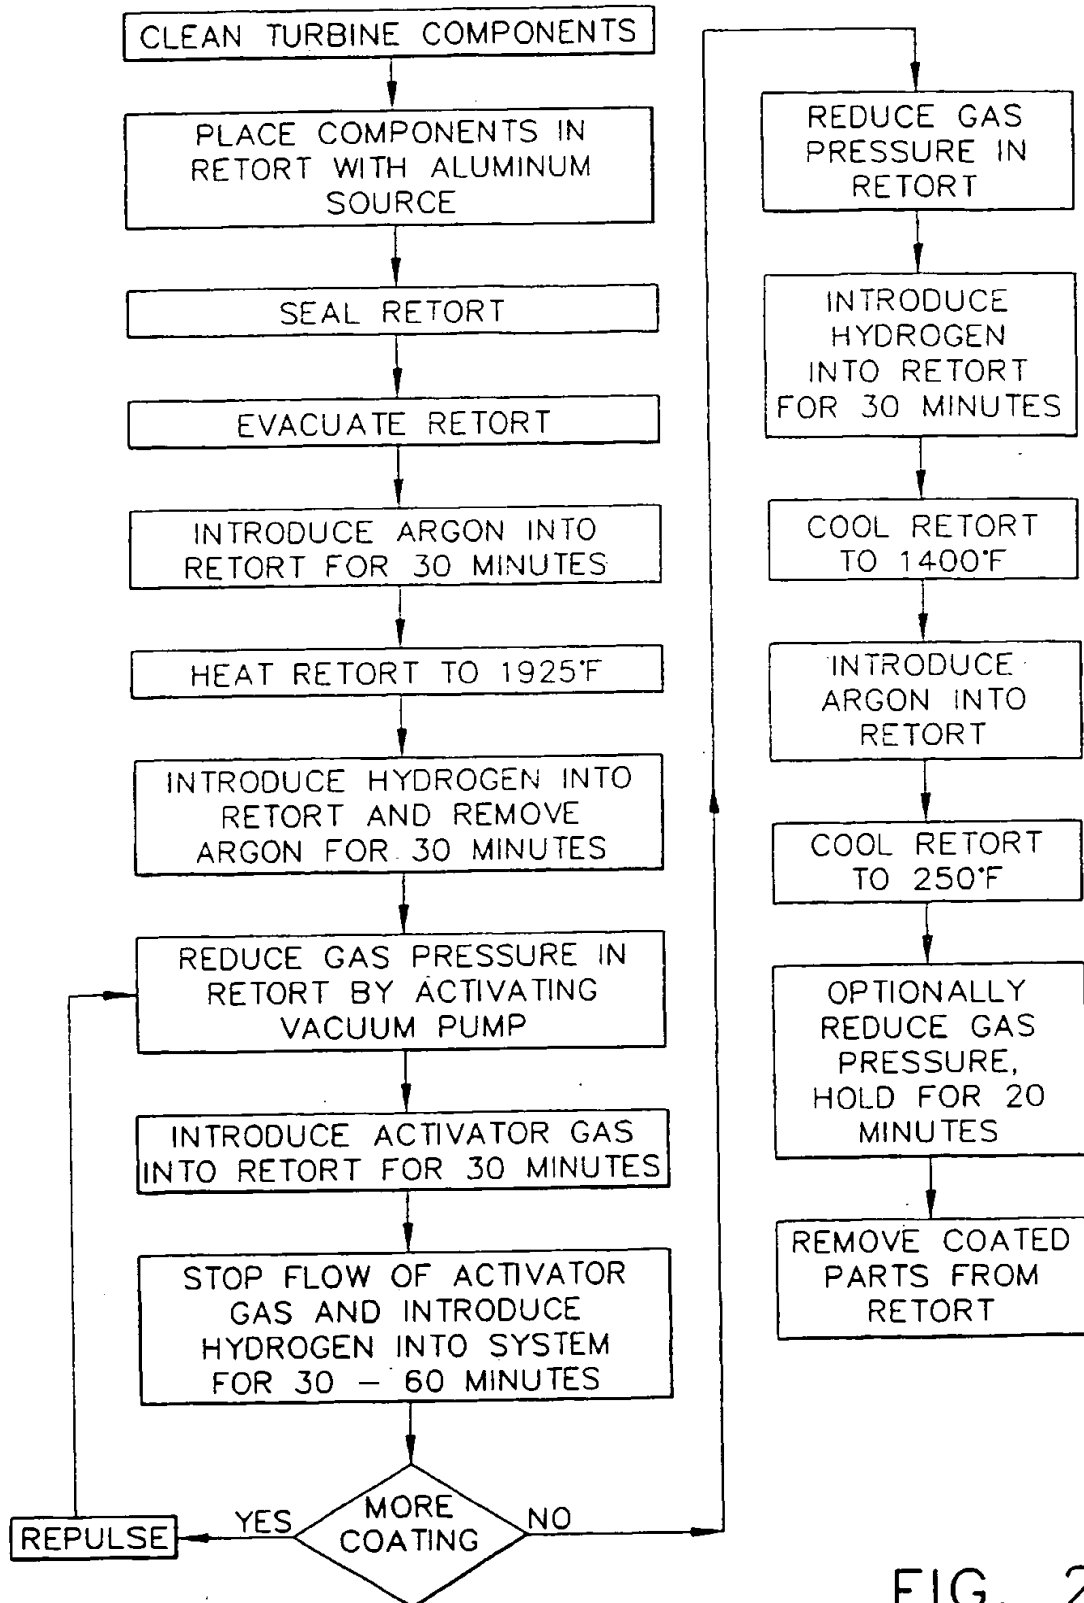 CLEAN TURBINE COMPONENTS
PLACE COMPONENTS IN
RETORT WITH ALUMINUM
SOURCE
SEAL RETORT
EVACUATE RETORT
INTRODUCE ARGON INTO
RETORT FOR 30 MINUTES
HEAT RETORT TO 1925°F
INTRODUCE HYDROGEN INTO
RETORT AND REMOVE
ARGON FOR 30 MINUTES
REDUCE GAS PRESSURE IN
RETORT BY ACTIVATING
VACUUM PUMP
INTRODUCE ACTIVATOR GAS
INTO RETORT FOR 30 MINUTES
STOP FLOW OF ACTIVATOR
GAS AND INTRODUCE
HYDROGEN INTO SYSTEM
FOR 30 – 60 MINUTES
MORE
COATING
YES
NO
REPULSE
REDUCE GAS
PRESSURE IN
RETORT
INTRODUCE
HYDROGEN
INTO RETORT
FOR 30 MINUTES
COOL RETORT
TO 1400°F
INTRODUCE
ARGON INTO
RETORT
COOL RETORT
TO 250°F
OPTIONALLY
REDUCE GAS
PRESSURE,
HOLD FOR 20
MINUTES
REMOVE COATED
PARTS FROM
RETORT
FIG. 2